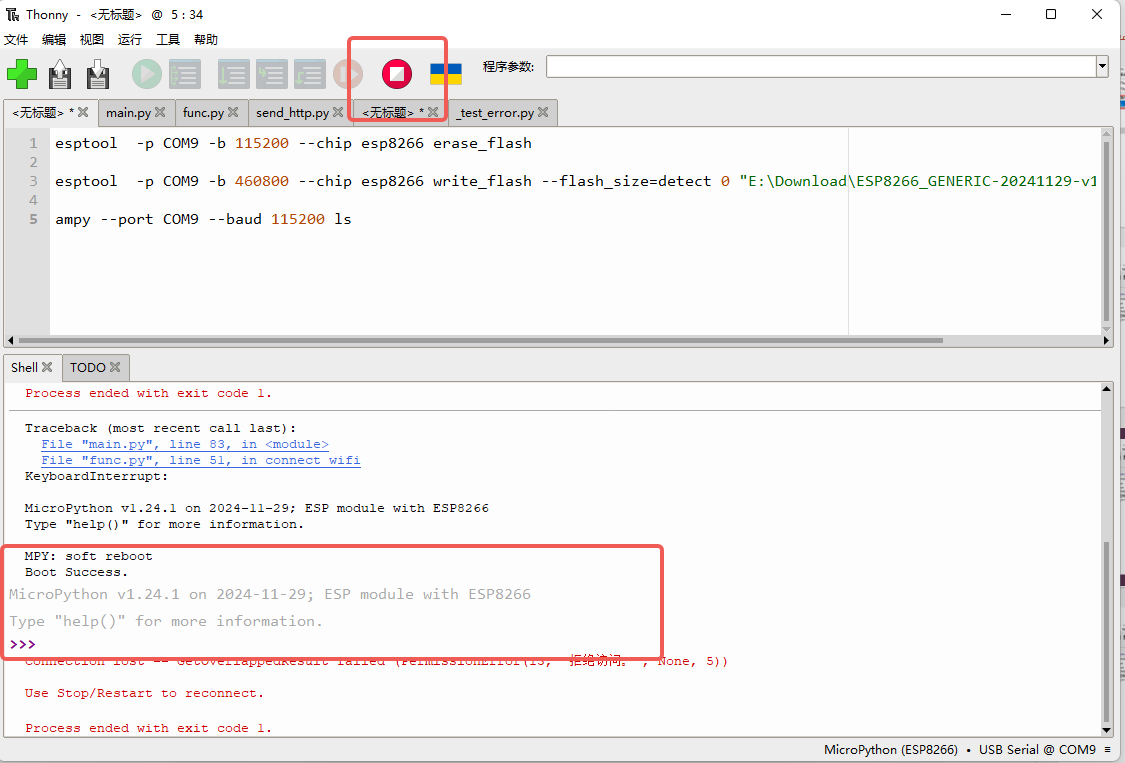 Thonny - <无标题> @ 5 : 34
文件 编辑 视图 运行 工具 帮助
程序参数:
<无标题> * main.py func.py send_http.py <无标题> * _test_error.py
1 esptool -p COM9 -b 115200 --chip esp8266 erase_flash
2
3 esptool -p COM9 -b 460800 --chip esp8266 write_flash --flash_size=detect 0 "E:\Download\ESP8266_GENERIC-20241129-v1
4
5 ampy --port COM9 --baud 115200 ls
Shell TODO
Process ended with exit code 1.
Traceback (most recent call last):
File "main.py", line 83, in <module>
File "func.py", line 51, in connect_wifi
KeyboardInterrupt:
MicroPython v1.24.1 on 2024-11-29; ESP module with ESP8266
Type "help()" for more information.
MPY: soft reboot
Boot Success.
MicroPython v1.24.1 on 2024-11-29; ESP module with ESP8266
Type "help()" for more information.
>>>
Connection lost -- GetOverlappedResult failed (PermissionError(13, '拒绝访问。', None, 5))
Use Stop/Restart to reconnect.
Process ended with exit code 1.
MicroPython (ESP8266) • USB Serial @ COM9 ≡